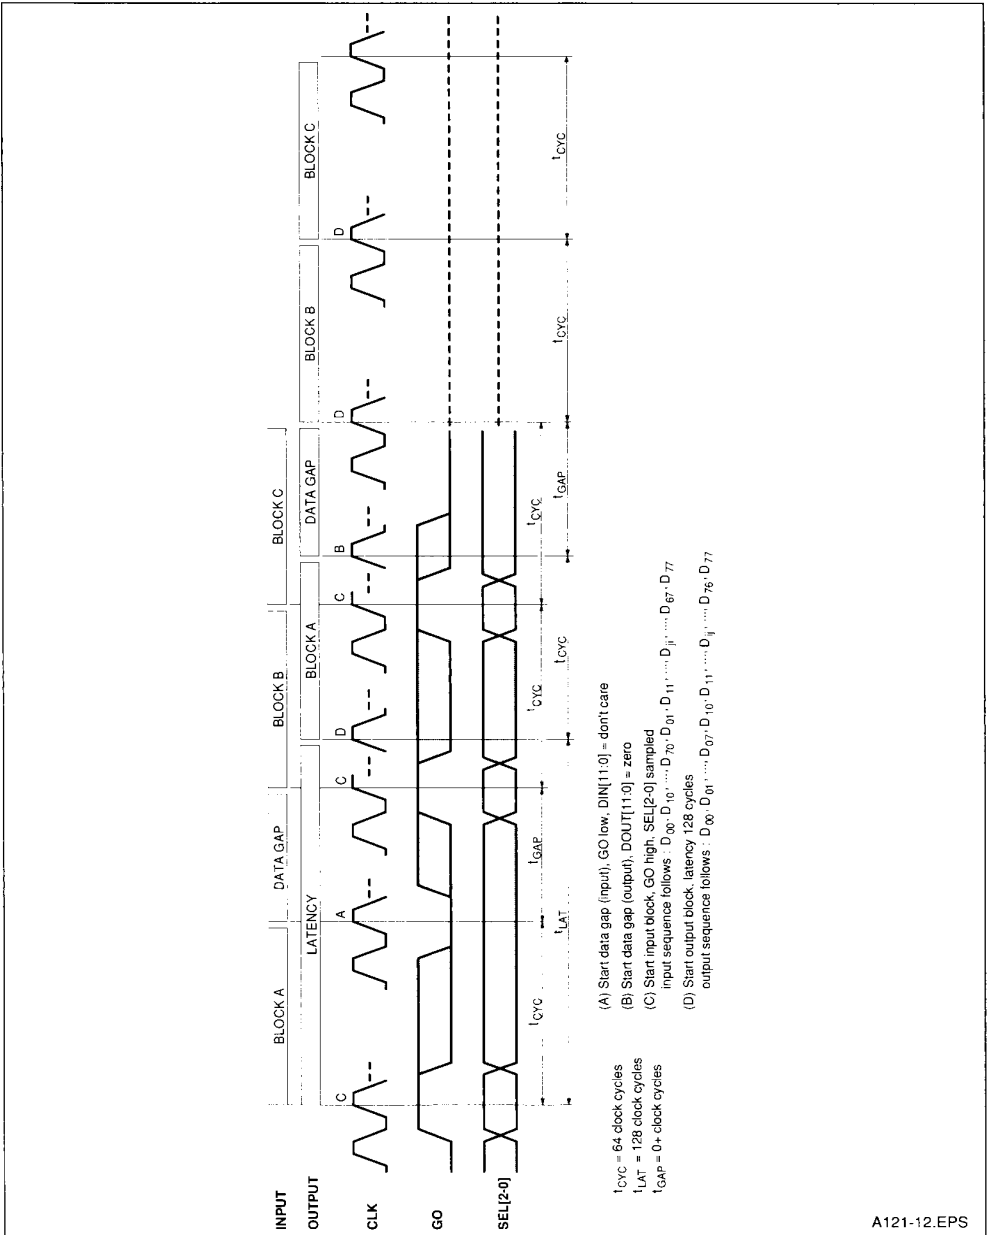 INPUT
BLOCK A
DATA GAP
BLOCK B
BLOCK C
OUTPUT
LATENCY
BLOCK A
DATA GAP
BLOCK B
BLOCK C
CLK
C
A
C
D
C
B
D
D
GO
SEL[2-0]
tCYC
tGAP
tCYC
tCYC
tLAT
tCYC
tGAP
tCYC
tCYC
tCYC = 64 clock cycles
tLAT = 128 clock cycles
tGAP = 0+ clock cycles
(A) Start data gap (input), GO low, DIN[11:0] = don't care
(B) Start data gap (output), DOUT[11:0] = zero
(C) Start input block, GO high, SEL[2-0] sampled
input sequence follows : D00, D10, ..., D70, D01, D11, ..., Dji, ..., D67, D77
(D) Start output block, latency 128 cycles
output sequence follows : D00, D01, ..., D07, D10, D11, ..., Dij, ..., D76, D77
A121-12.EPS